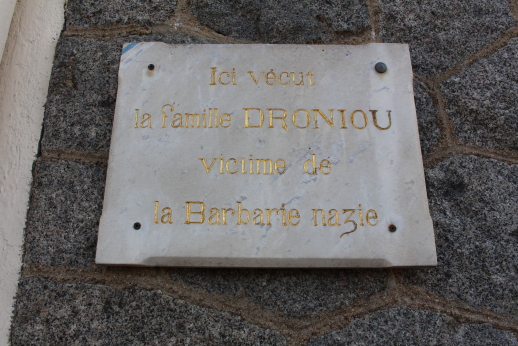 Ici vécut
la famille DRONIOU
victime de
la Barbarie nazie